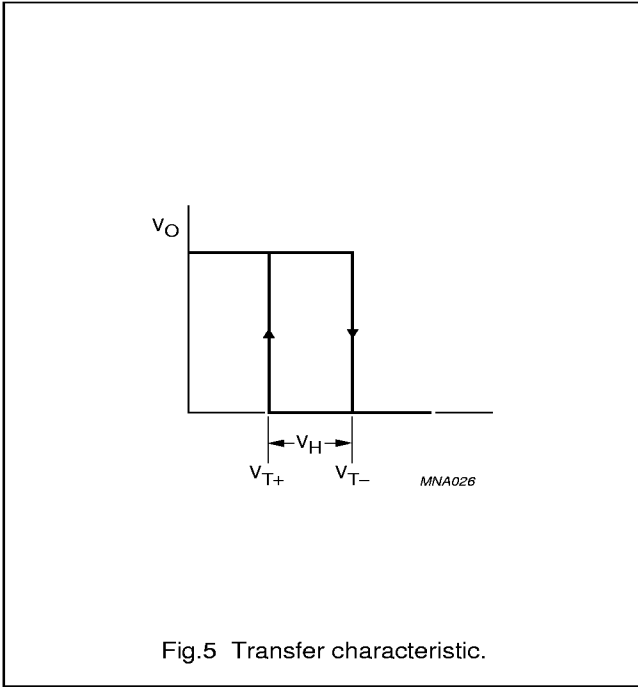 VO
VH
VT+
VT−
MNA026
Fig.5 Transfer characteristic.